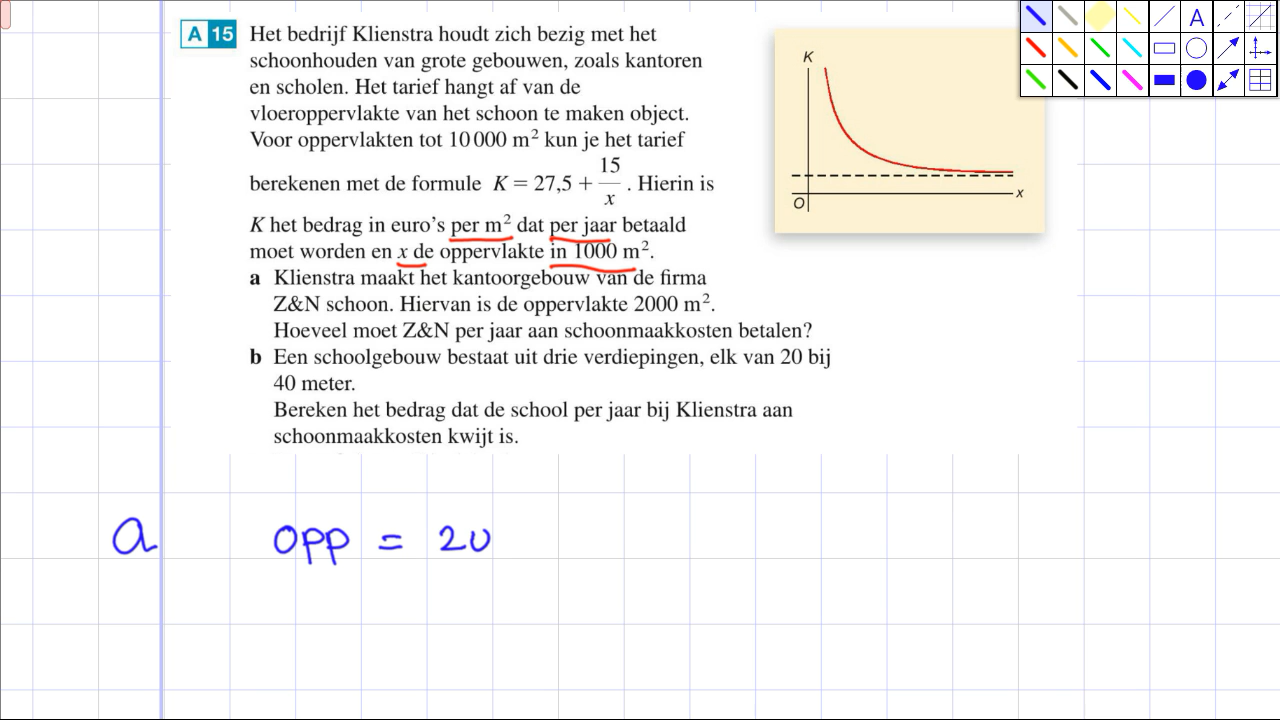 A 15 Het bedrijf Klienstra houdt zich bezig met het
schoonhouden van grote gebouwen, zoals kantoren
en scholen. Het tarief hangt af van de
vloeroppervlakte van het schoon te maken object.
Voor oppervlakten tot 10 000 m² kun je het tarief
berekenen met de formule K = 27,5 + 15/x . Hierin is
K het bedrag in euro’s per m² dat per jaar betaald
moet worden en x de oppervlakte in 1000 m².
a Klienstra maakt het kantoorgebouw van de firma
Z&N schoon. Hiervan is de oppervlakte 2000 m².
Hoeveel moet Z&N per jaar aan schoonmaakkosten betalen?
b Een schoolgebouw bestaat uit drie verdiepingen, elk van 20 bij
40 meter.
Bereken het bedrag dat de school per jaar bij Klienstra aan
schoonmaakkosten kwijt is.
K
O
x
A
a opp = 20